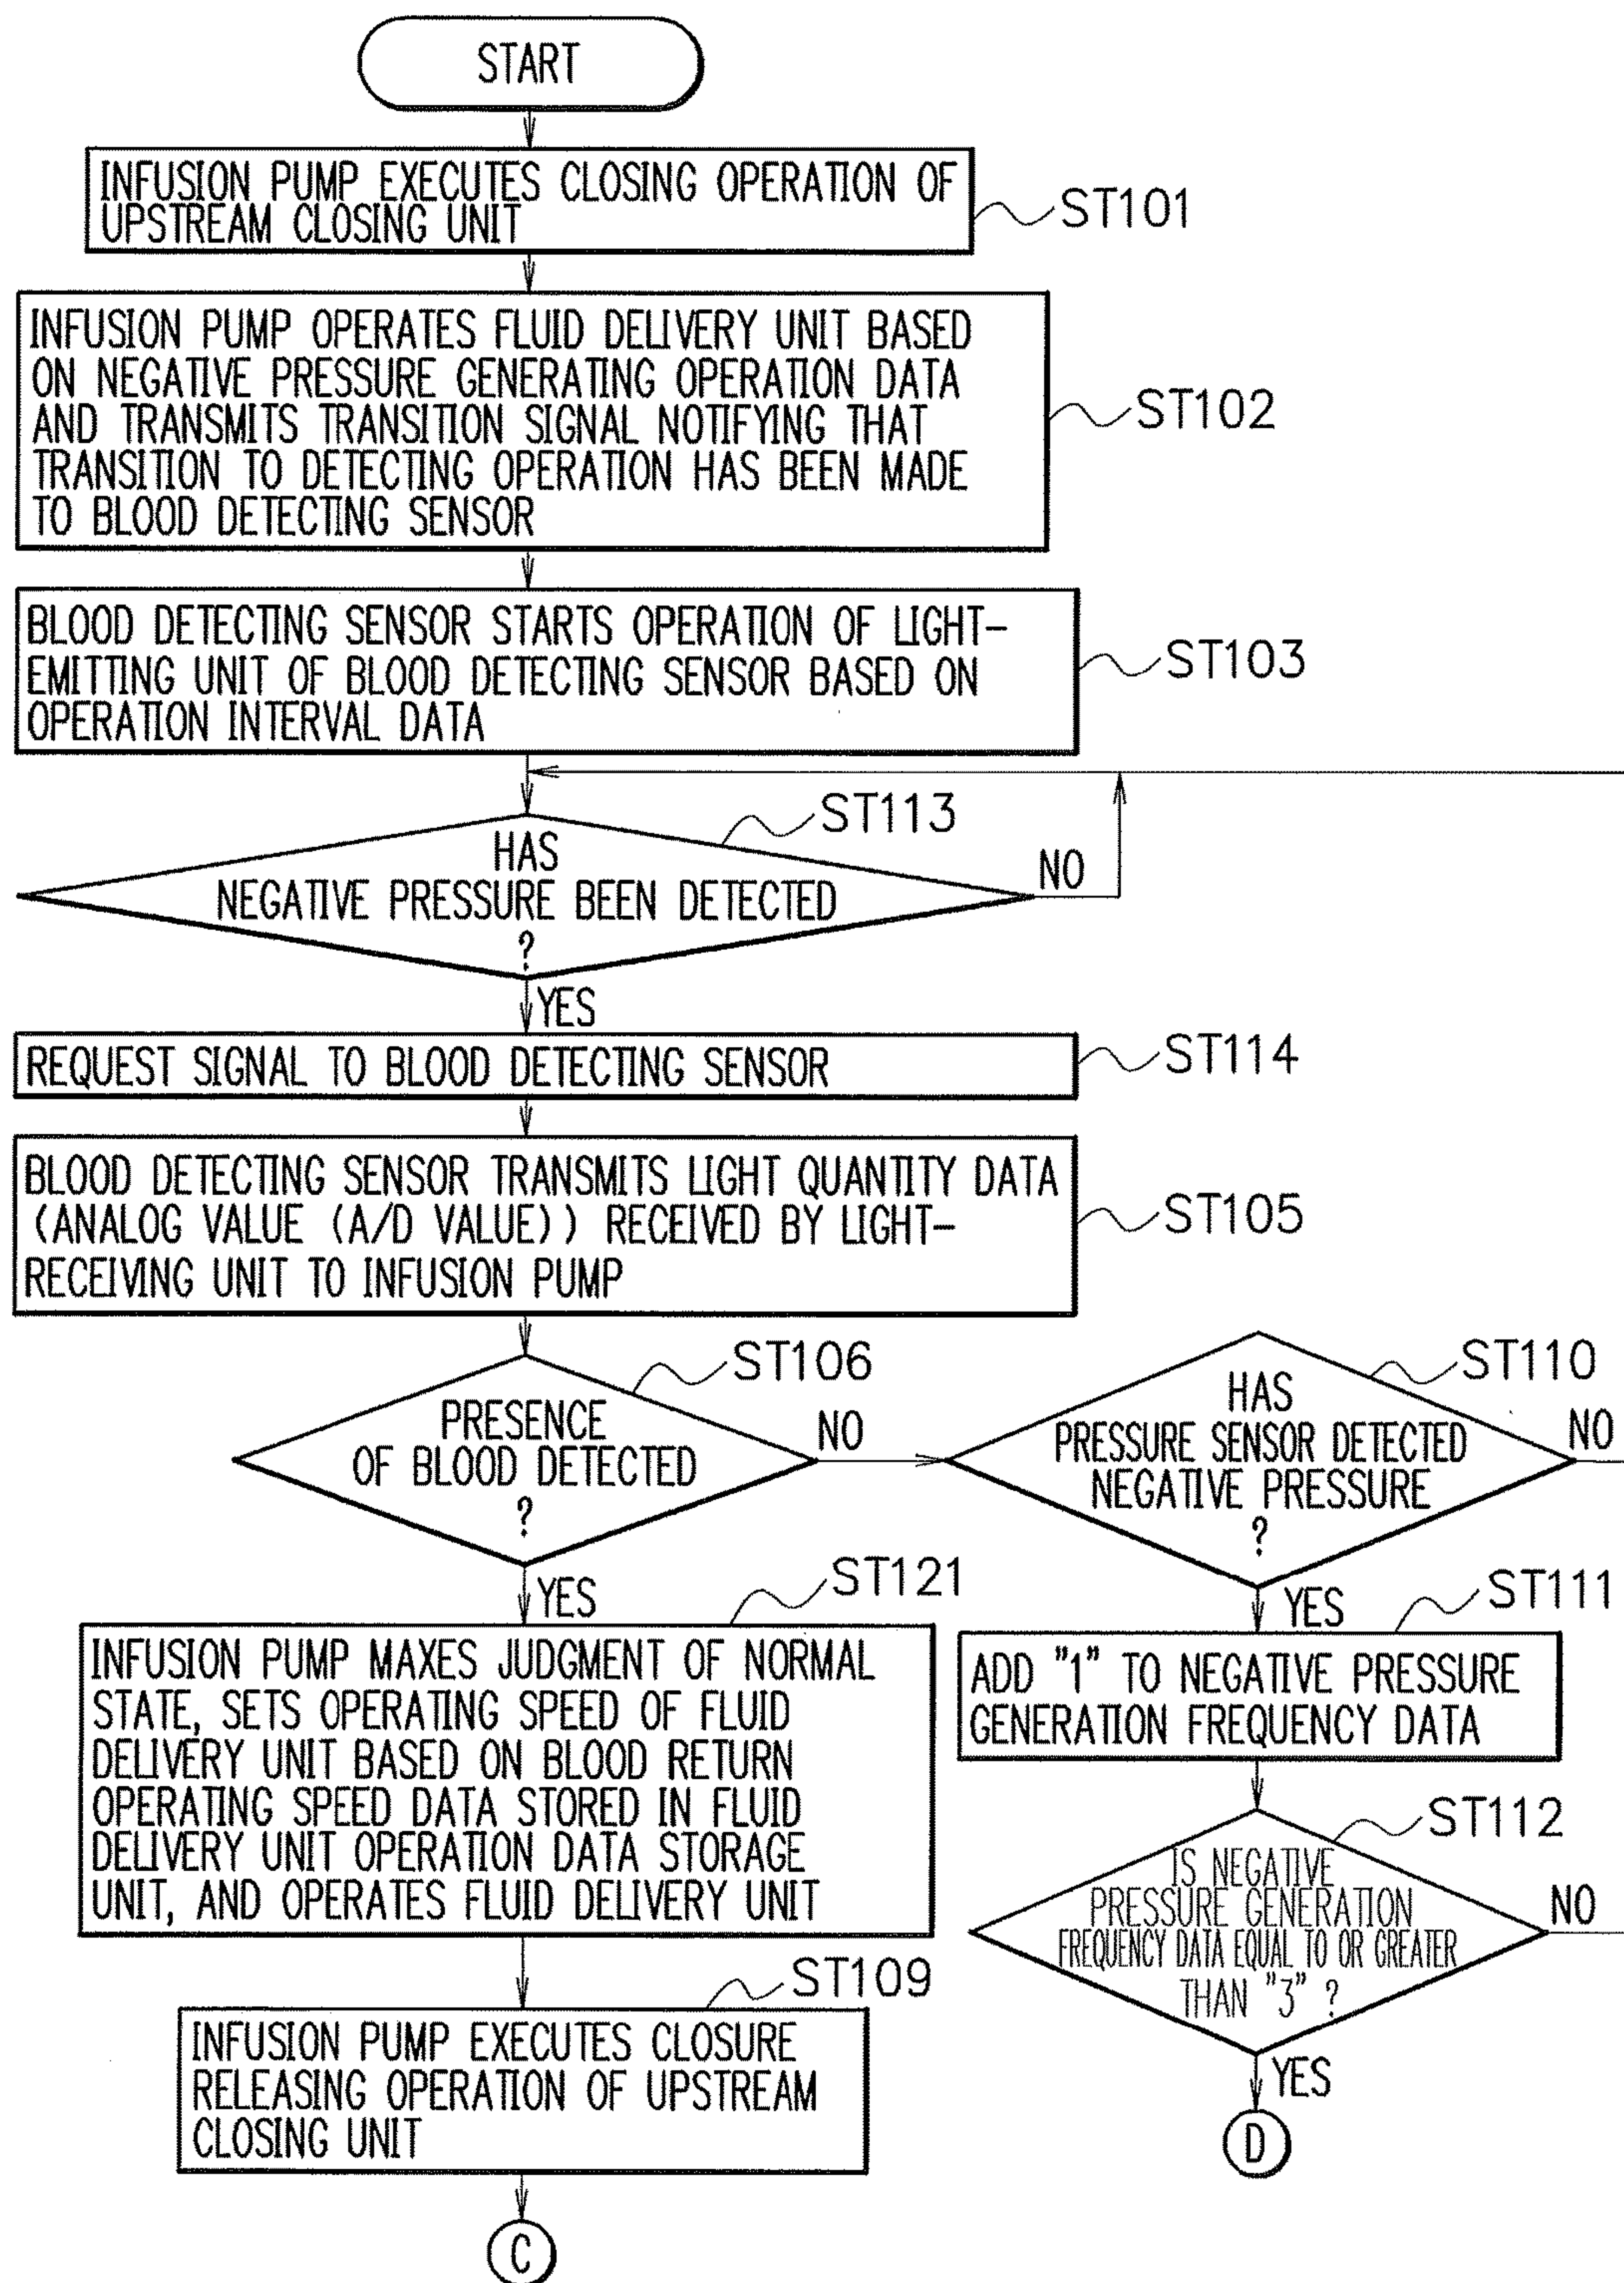 START
INFUSION PUMP EXECUTES CLOSING OPERATION OF
UPSTREAM CLOSING UNIT
ST101
INFUSION PUMP OPERATES FLUID DELIVERY UNIT BASED
ON NEGATIVE PRESSURE GENERATING OPERATION DATA
AND TRANSMITS TRANSITION SIGNAL NOTIFYING THAT
TRANSITION TO DETECTING OPERATION HAS BEEN MADE
TO BLOOD DETECTING SENSOR
ST102
BLOOD DETECTING SENSOR STARTS OPERATION OF LIGHT-
EMITTING UNIT OF BLOOD DETECTING SENSOR BASED ON
OPERATION INTERVAL DATA
ST103
ST113
HAS
NEGATIVE PRESSURE BEEN DETECTED
?
NO
YES
REQUEST SIGNAL TO BLOOD DETECTING SENSOR
ST114
BLOOD DETECTING SENSOR TRANSMITS LIGHT QUANTITY DATA
(ANALOG VALUE (A/D VALUE)) RECEIVED BY LIGHT-
RECEIVING UNIT TO INFUSION PUMP
ST105
ST106
PRESENCE
OF BLOOD DETECTED
?
NO
YES
ST110
HAS
PRESSURE SENSOR DETECTED
NEGATIVE PRESSURE
?
NO
YES
ST121
INFUSION PUMP MAXES JUDGMENT OF NORMAL
STATE, SETS OPERATING SPEED OF FLUID
DELIVERY UNIT BASED ON BLOOD RETURN
OPERATING SPEED DATA STORED IN FLUID
DELIVERY UNIT OPERATION DATA STORAGE
UNIT, AND OPERATES FLUID DELIVERY UNIT
ST111
ADD "1" TO NEGATIVE PRESSURE
GENERATION FREQUENCY DATA
ST112
IS NEGATIVE
PRESSURE GENERATION
FREQUENCY DATA EQUAL TO OR GREATER
THAN "3" ?
NO
YES
D
ST109
INFUSION PUMP EXECUTES CLOSURE
RELEASING OPERATION OF UPSTREAM
CLOSING UNIT
C